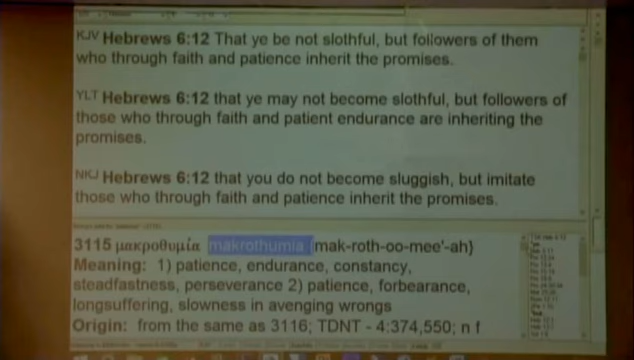 KJV Hebrews 6:12 That ye be not slothful, but followers of them
who through faith and patience inherit the promises.
YLT Hebrews 6:12 that ye may not become slothful, but followers of
those who through faith and patient endurance are inheriting the
promises.
NKJ Hebrews 6:12 that you do not become sluggish, but imitate
those who through faith and patience inherit the promises.
3115 μακροθυμία makrothumia {mak-roth-oo-mee'-ah}
Meaning: 1) patience, endurance, constancy,
steadfastness, perseverance 2) patience, forbearance,
longsuffering, slowness in avenging wrongs
Origin: from the same as 3116; TDNT - 4:374,550; n f